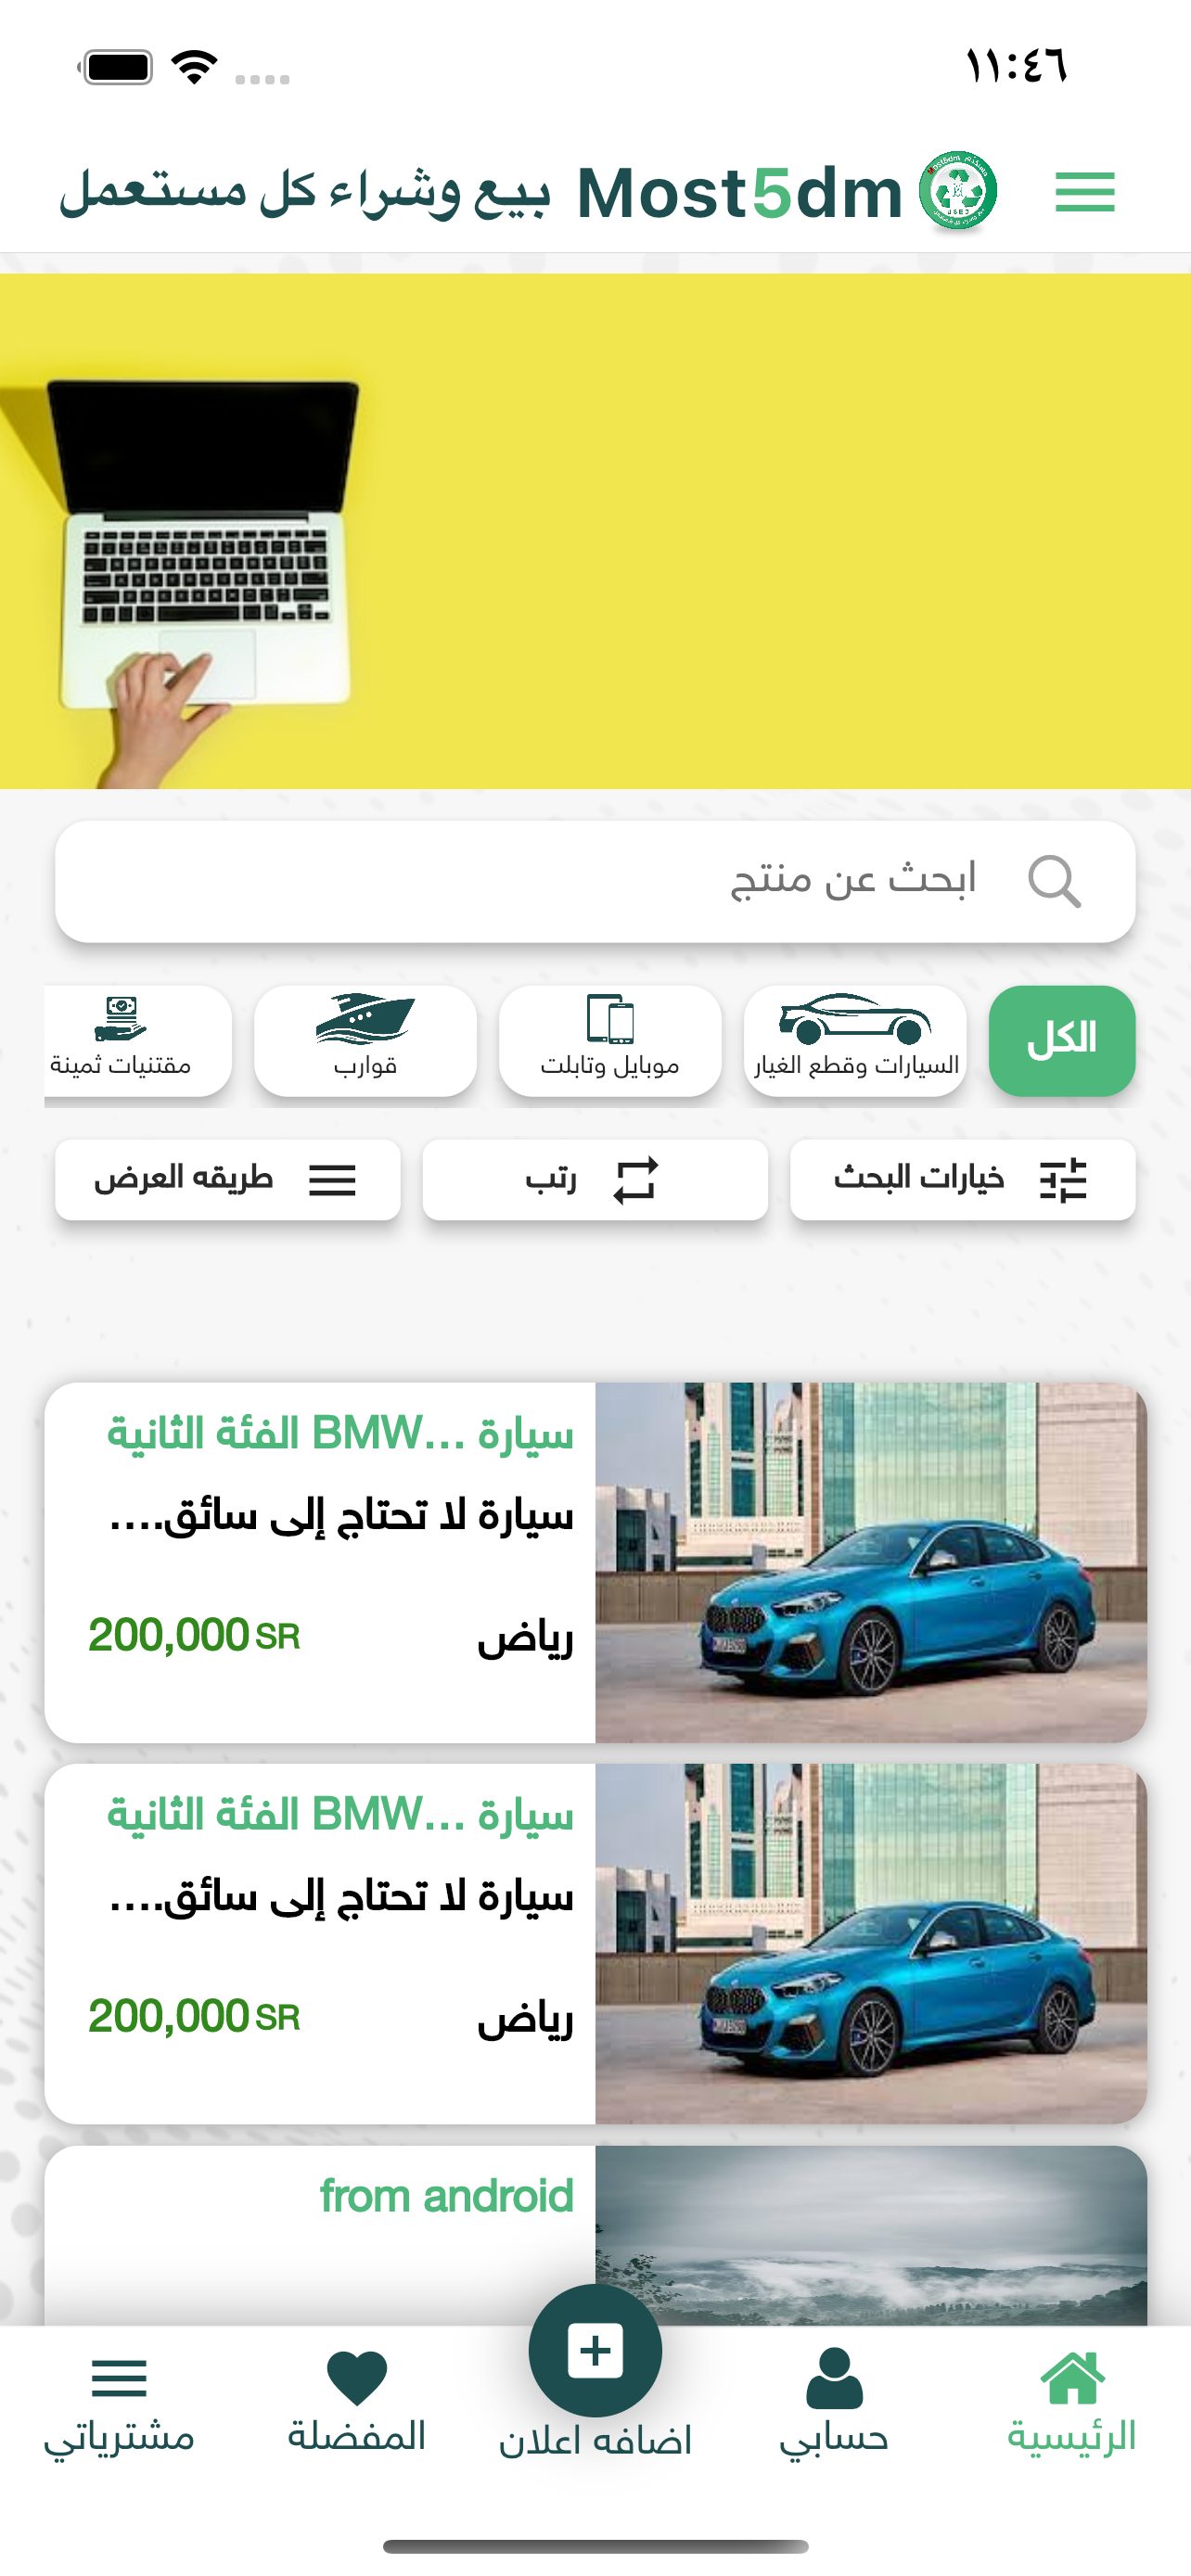 ١١:٤٦
Most5dm بيع وشراء كل مستعمل
ابحث عن منتج
الكل
السيارات وقطع الغيار
موبايل وتابلت
قوارب
مقتنيات ثمينة
خيارات البحث
رتب
طريقه العرض
سيارة ...BMW الفئة الثانية
سيارة لا تحتاج إلى سائق....
رياض
200,000 SR
سيارة ...BMW الفئة الثانية
سيارة لا تحتاج إلى سائق....
رياض
200,000 SR
from android
الرئيسية
حسابي
اضافه اعلان
المفضلة
مشترياتي